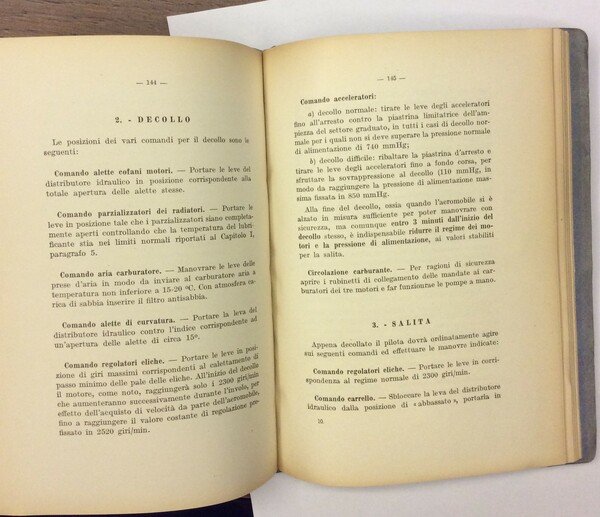 — 144 —
2. - DECOLLO
Le posizioni dei vari comandi per il decollo sono le
seguenti:
Comando alette cofani motori. — Portare le leve del
distributore idraulico in posizione corrispondente alla
totale apertura delle alette stesse.
Comando parzializzatori dei radiatori. — Portare le
leve in posizione tale che i parzializzatori siano completa-
mente aperti controllando che la temperatura del lubri-
ficante stia nei limiti normali riportati al Capitolo I,
paragrafo 5.
Comando aria carburatore. — Manovrare le leve delle
prese d'aria in modo da inviare al carburatore aria a
temperatura non inferiore a 15-20 °C. Con atmosfera ca-
rica di sabbia inserire il filtro antisabbia.
Comando alette di curvatura. — Portare la leva del
distributore idraulico contro l'indice corrispondente ad
un'apertura delle alette di circa 15°.
Comando regolatori eliche. — Portare le leve in posi-
zione di giri massimi corrispondenti al calettamento di
passo minimo delle pale delle eliche. All'inizio del decollo
il motore, come noto, raggiungerà solo i 2300 giri/min
che aumenteranno successivamente durante l'involo, per
effetto dell'acquisto di velocità da parte dell'aeromobile,
fino a raggiungere il valore costante di regolazione pre-
fissato in 2520 giri/min.
— 145 —
Comando acceleratori:
a) decollo normale: tirare le leve degli acceleratori
fino all'arresto contro la piastrina limitatrice dell'am-
piezza del settore graduato, in tutti i casi di decollo nor-
male per i quali non si deve superare la pressione normale
di alimentazione di 740 mmHg;
b) decollo difficile: ribaltare la piastrina d'arresto e
tirare le leve degli acceleratori fino a fondo corsa, per
sfruttare la sovrappressione al decollo (110 mmHg, in
modo da raggiungere la pressione di alimentazione mas-
sima fissata in 850 mmHg.
Alla fine del decollo, ossia quando l'aeromobile si è
alzato in misura sufficiente per poter manovrare con
sicurezza, ma comunque entro 3 minuti dall'inizio del
decollo stesso, è indispensabile ridurre il regime dei mo-
tori e la pressione di alimentazione, ai valori stabiliti
per la salita.
Circolazione carburante. — Per ragioni di sicurezza
aprire i rubinetti di collegamento delle mandate ai car-
buratori dei tre motori e far funzionare le pompe a mano.
3. - SALITA
Appena decollato il pilota dovrà ordinatamente agire
sui seguenti comandi ed effettuare le manovre indicate:
Comando regolatori eliche. — Portare le leve in corri-
spondenza al regime normale di 2300 giri/min.
Comando carrello. — Sbloccare la leva del distributore
idraulico dalla posizione di « abbassato », portarla in
10.